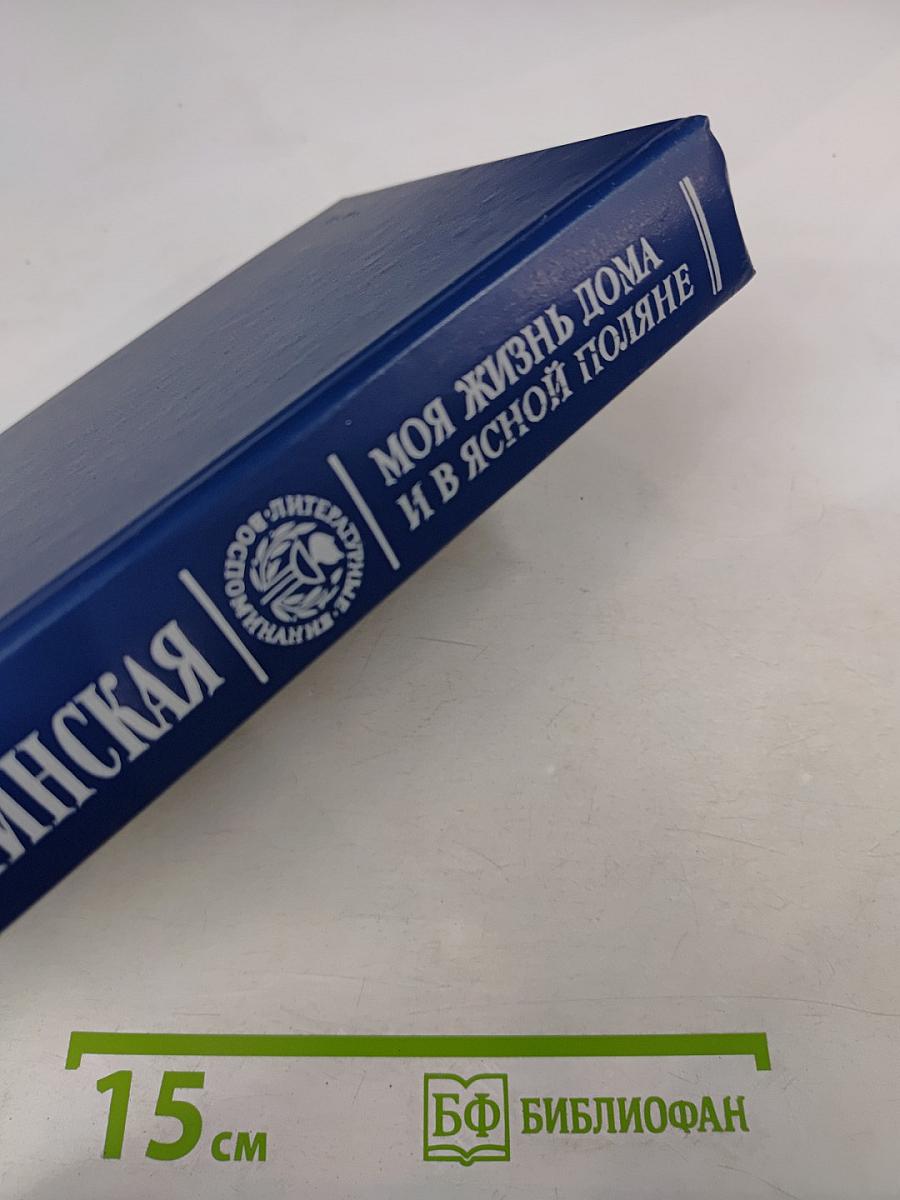 ИНСКАЯ
ЛИТЕРАТУРНЫЕ · ВОСПОМИНАНИЯ ·
МОЯ ЖИЗНЬ ДОМА
И В ЯСНОЙ ПОЛЯНЕ
15 см
БФ БИБЛИОФАН